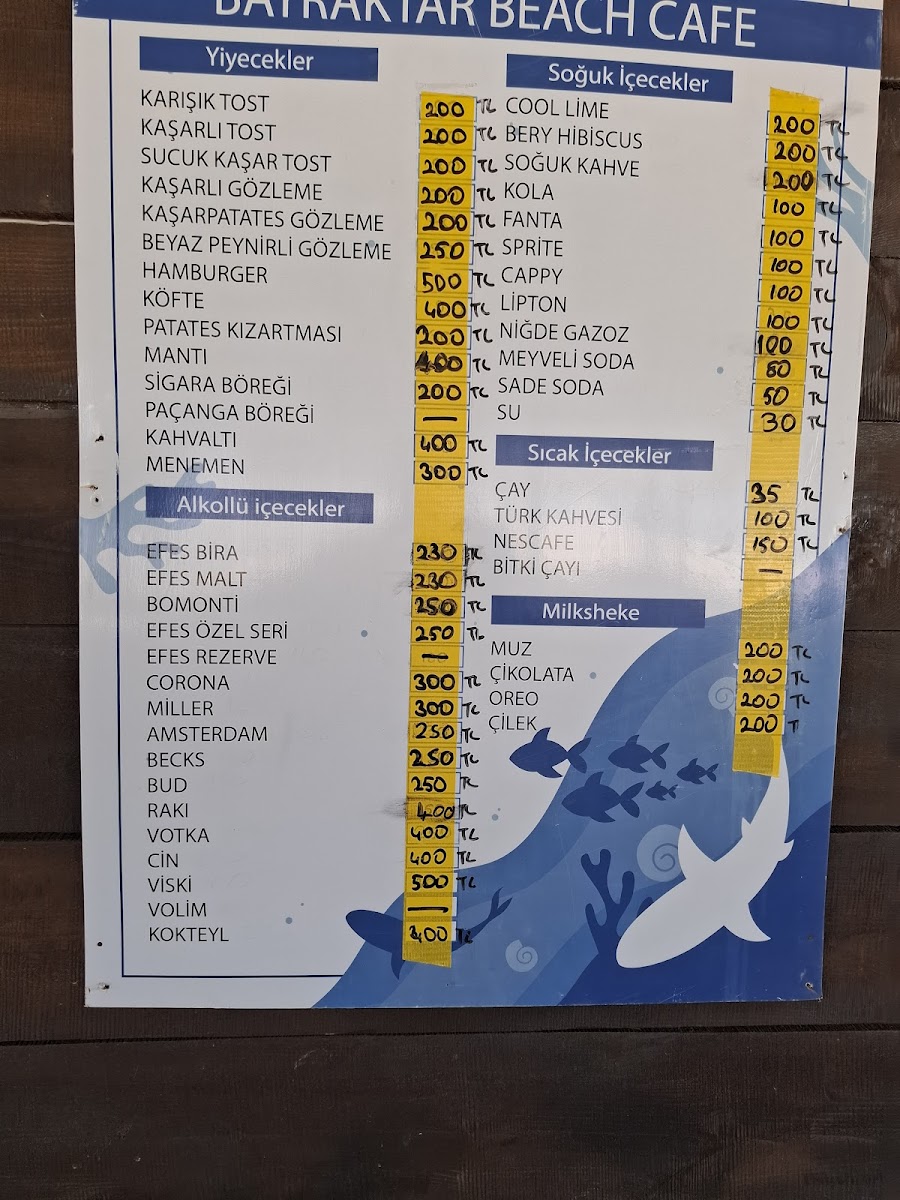 BAYRAKTAR BEACH CAFE
Yiyecekler
KARIŞIK TOST 200 TL
KAŞARLI TOST 200 TL
SUCUK KAŞAR TOST 200 TL
KAŞARLI GÖZLEME 200 TL
KAŞARPATATES GÖZLEME 200 TL
BEYAZ PEYNİRLİ GÖZLEME 250 TL
HAMBURGER 500 TL
KÖFTE 400 TL
PATATES KIZARTMASI 200 TL
MANTI 400 TL
SİGARA BÖREĞİ 200 TL
PAÇANGA BÖREĞİ —
KAHVALTI 400 TL
MENEMEN 300 TL
Alkollü içecekler
EFES BİRA 230 TL
EFES MALT 230 TL
BOMONTİ 250 TL
EFES ÖZEL SERİ 250 TL
EFES REZERVE —
CORONA 300 TL
MİLLER 300 TL
AMSTERDAM 250 TL
BECKS 250 TL
BUD 250 TL
RAKI 400 TL
VOTKA 400 TL
CİN 400 TL
VİSKİ 500 TL
VOLİM —
KOKTEYL 400 TL
Soğuk İçecekler
COOL LİME 200 TL
BERY HİBİSCUS 200 TL
SOĞUK KAHVE 200 TL
KOLA 100 TL
FANTA 100 TL
SPRİTE 100 TL
CAPPY 100 TL
LİPTON 100 TL
NİĞDE GAZOZ 100 TL
MEYVELİ SODA 80 TL
SADE SODA 50 TL
SU 30 TL
Sıcak İçecekler
ÇAY 35 TL
TÜRK KAHVESİ 100 TL
NESCAFE 150 TL
BİTKİ ÇAYI —
Milksheke
MUZ 200 TL
ÇİKOLATA 200 TL
OREO 200 TL
ÇİLEK 200 T